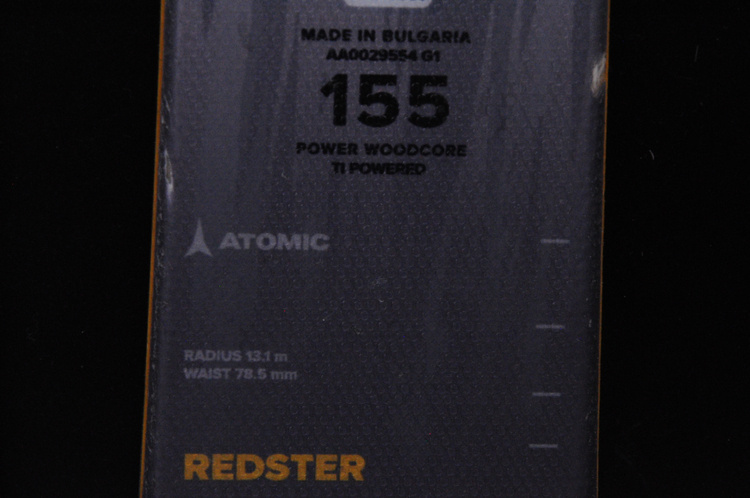 MADE IN BULGARIA
AA0029554 G1
155
POWER WOODCORE
TI POWERED
ATOMIC
RADIUS 13.1 m
WAIST 78.5 mm
REDSTER